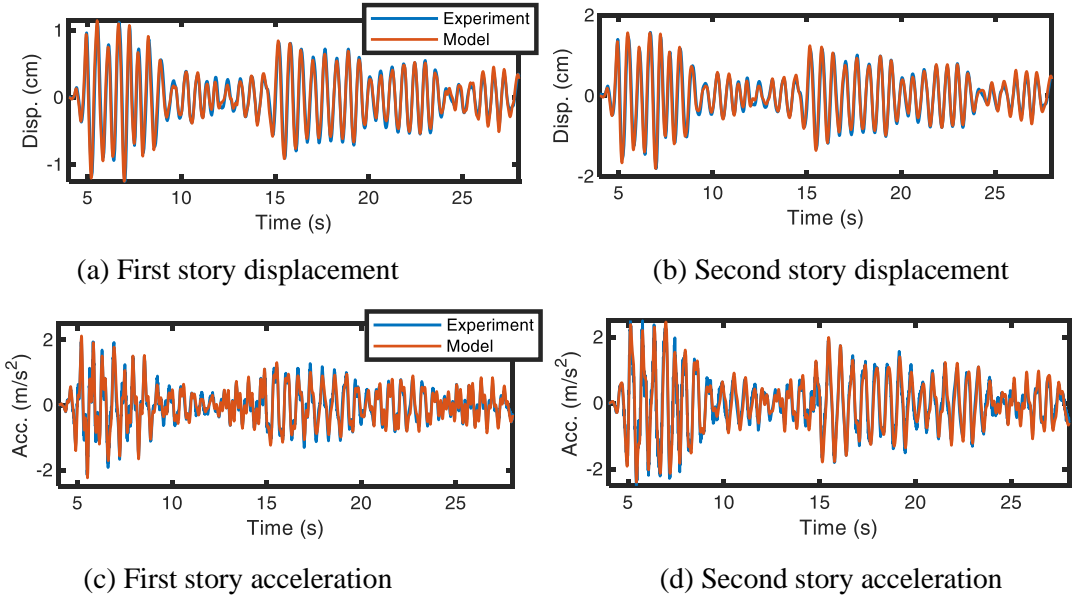 Experiment
Model
1
0
-1
Disp. (cm)
5 10 15 20 25
Time (s)
(a) First story displacement
2
0
-2
Disp. (cm)
5 10 15 20 25
Time (s)
(b) Second story displacement
Experiment
Model
2
0
-2
Acc. (m/s²)
5 10 15 20 25
Time (s)
(c) First story acceleration
2
0
-2
Acc. (m/s²)
5 10 15 20 25
Time (s)
(d) Second story acceleration